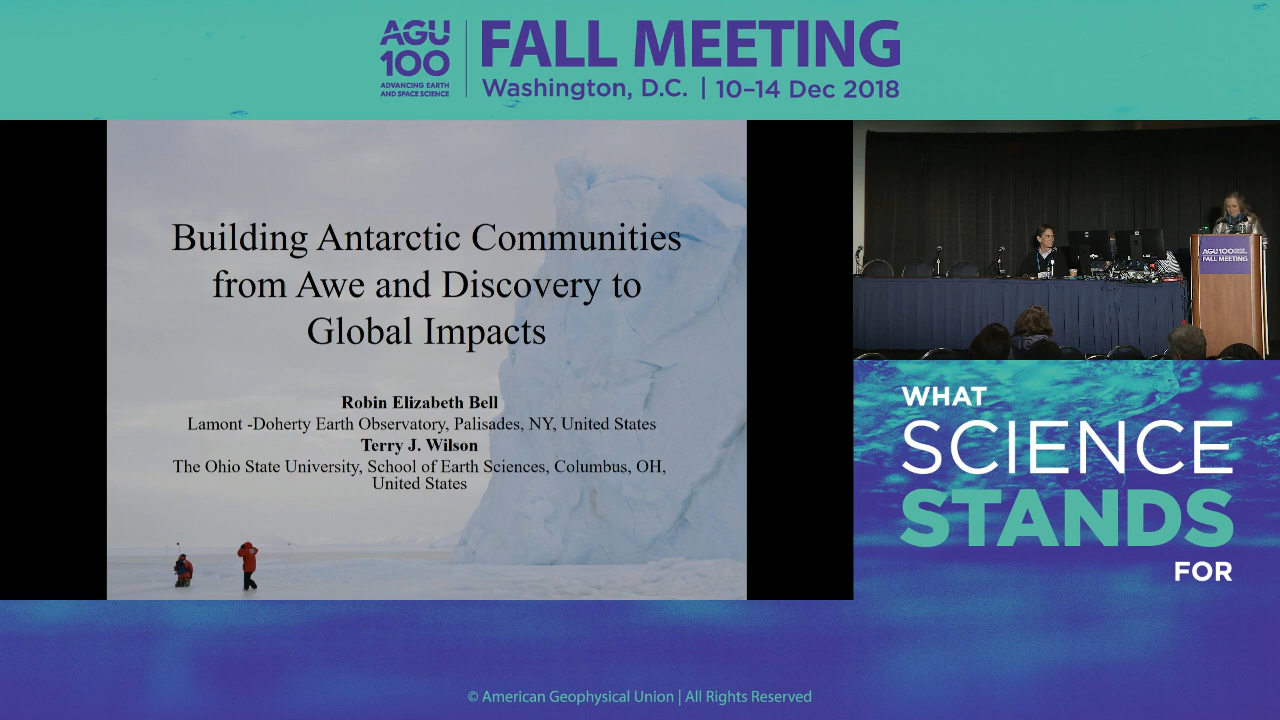 AGU
100
ADVANCING EARTH
AND SPACE SCIENCE
FALL MEETING
Washington, D.C. | 10–14 Dec 2018
Building Antarctic Communities
from Awe and Discovery to
Global Impacts
Robin Elizabeth Bell
Lamont -Doherty Earth Observatory, Palisades, NY, United States
Terry J. Wilson
The Ohio State University, School of Earth Sciences, Columbus, OH,
United States
AGU100
FALL MEETING
WHAT
SCIENCE
STANDS
FOR
© American Geophysical Union | All Rights Reserved